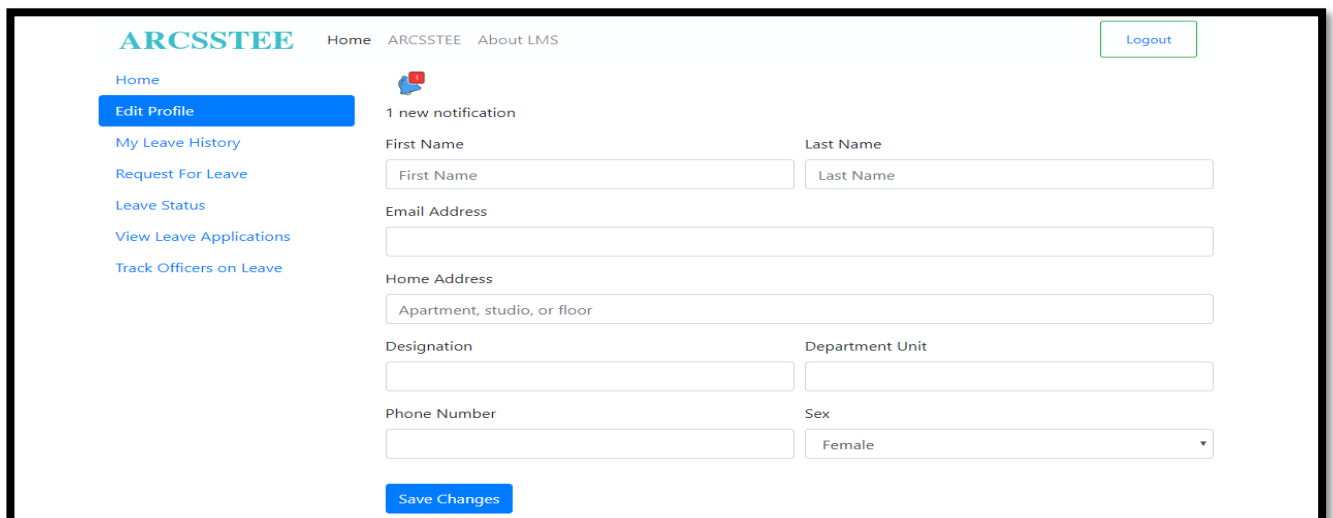 ARCSSTEE Home ARCSSTEE About LMS Logout
Home
Edit Profile
My Leave History
Request For Leave
Leave Status
View Leave Applications
Track Officers on Leave
1
1 new notification
First Name Last Name
First Name Last Name
Email Address
Home Address
Apartment, studio, or floor
Designation Department Unit
Phone Number Sex
Female
Save Changes